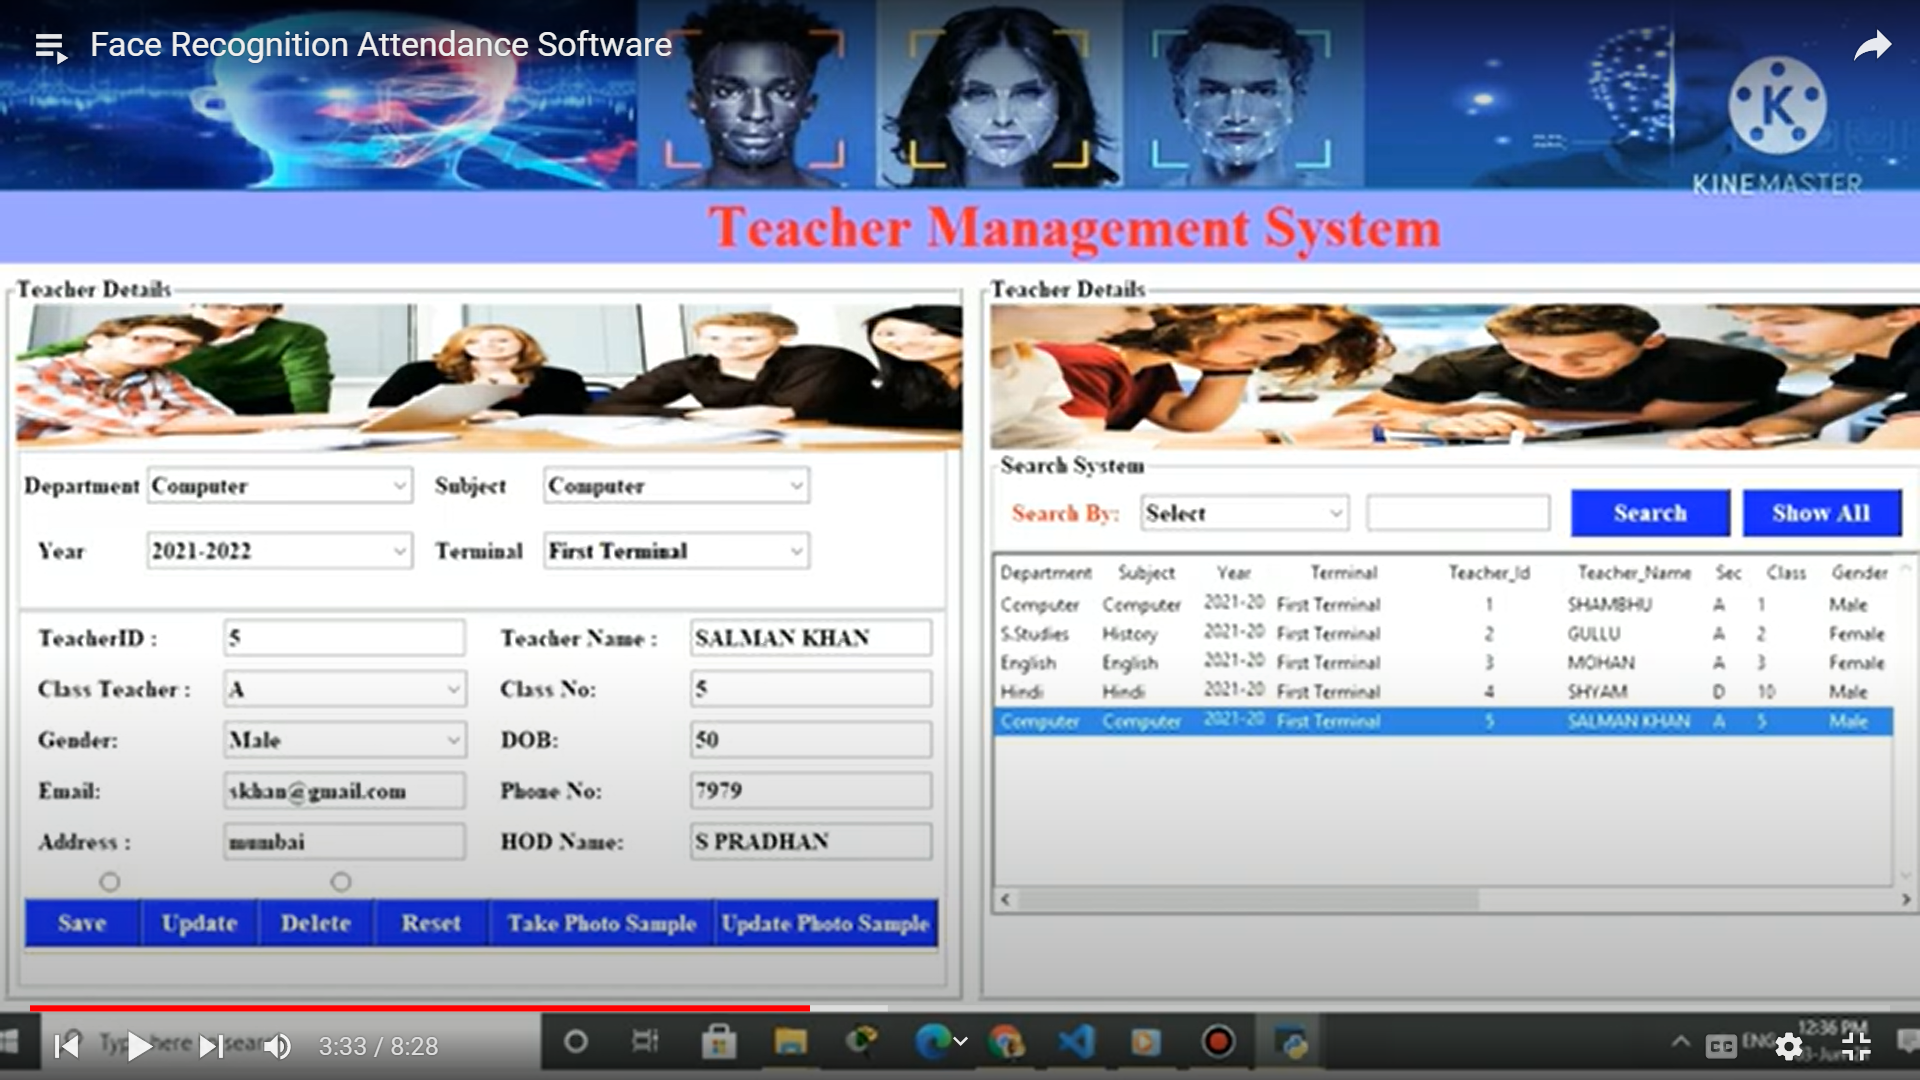 Face Recognition Attendance Software
KINEMASTER
Teacher Management System
Teacher Details
Department Computer Subject Computer
Year 2021-2022 Terminal First Terminal
TeacherID : 5 Teacher Name : SALMAN KHAN
Class Teacher : A Class No: 5
Gender: Male DOB: 50
Email: skhan@gmail.com Phone No: 7979
Address : mumbai HOD Name: S PRADHAN
Save Update Delete Reset Take Photo Sample Update Photo Sample
Teacher Details
Search System
Search By: Select Search Show All
Department Subject Year Terminal Teacher_Id Teacher_Name Sec Class Gender
Computer Computer 2021-20 First Terminal 1 SHAMBHU A 1 Male
S.Studies History 2021-20 First Terminal 2 GULLU A 2 Female
English English 2021-20 First Terminal 3 MOHAN A 3 Female
Hindi Hindi 2021-20 First Terminal 4 SHYAM D 10 Male
Computer Computer 2021-20 First Terminal 5 SALMAN KHAN A 5 Male
3:33 / 8:28
CC ENG 12:36 PM